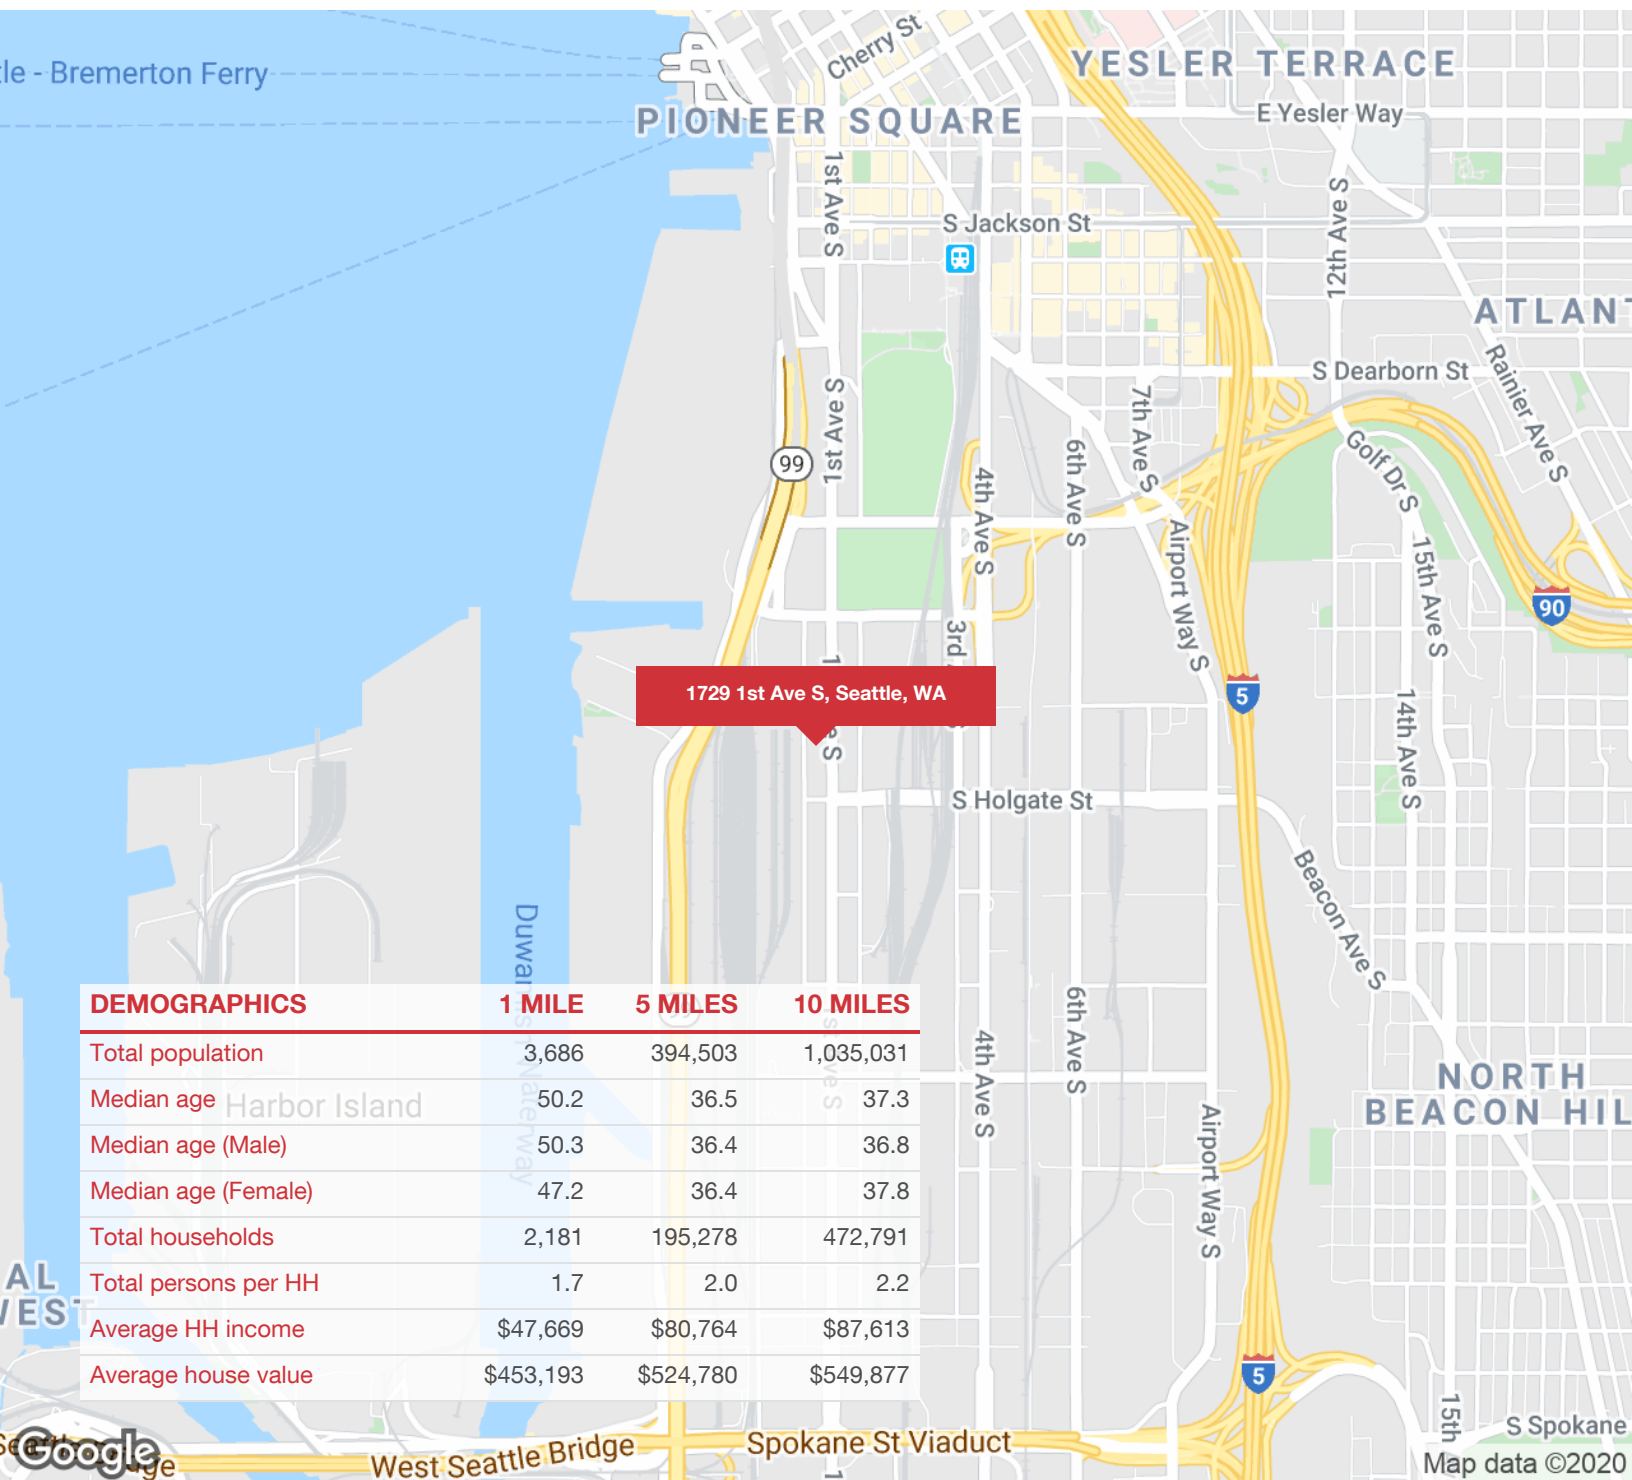 Cherry St
tle - Bremerton Ferry
YESLER TERRACE
PIONEER SQUARE
E Yesler Way
1st Ave S
S Jackson St
12th Ave S
ATLANT
S Dearborn St
Rainier Ave S
1st Ave S
7th Ave S
99
6th Ave S
Golf Dr S
4th Ave S
Airport Way S
15th Ave S
90
3rd
1729 1st Ave S, Seattle, WA
5
14th Ave S
S Holgate St
Beacon Ave S
Duwamish Waterway
DEMOGRAPHICS 1 MILE 5 MILES 10 MILES
Total population 3,686 394,503 1,035,031
Median age 50.2 36.5 37.3
Harbor Island
Median age (Male) 50.3 36.4 36.8
Median age (Female) 47.2 36.4 37.8
Total households 2,181 195,278 472,791
Total persons per HH 1.7 2.0 2.2
Average HH income $47,669 $80,764 $87,613
Average house value $453,193 $524,780 $549,877
6th Ave S
4th Ave S
NORTH
BEACON HIL
Airport Way S
5
15th
S Spokane
Google
West Seattle Bridge
Spokane St Viaduct
Map data ©2020